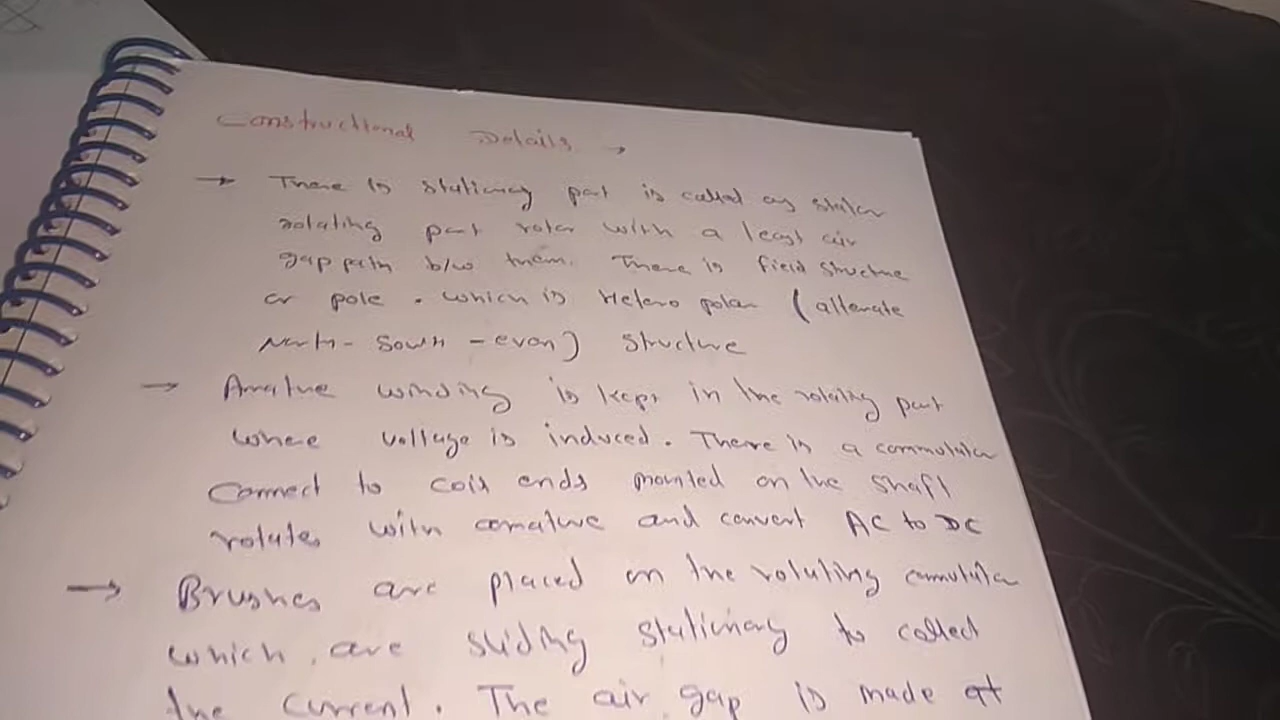 Constructional Details →
→ There is stationary part is called as stator
rotating part rotor with a least air
gap path b/w them. There is field structure
or pole. which is Hetero polar (alternate
North - South - even) structure
→ Armature winding is kept in the rotating part
where voltage is induced. There is a commutator
Connect to coil ends mounted on the shaft
rotates with armature and convert AC to DC
→ Brushes are placed on the rotating commutator
which are sliding stationary to collect
the current. The air gap is made at